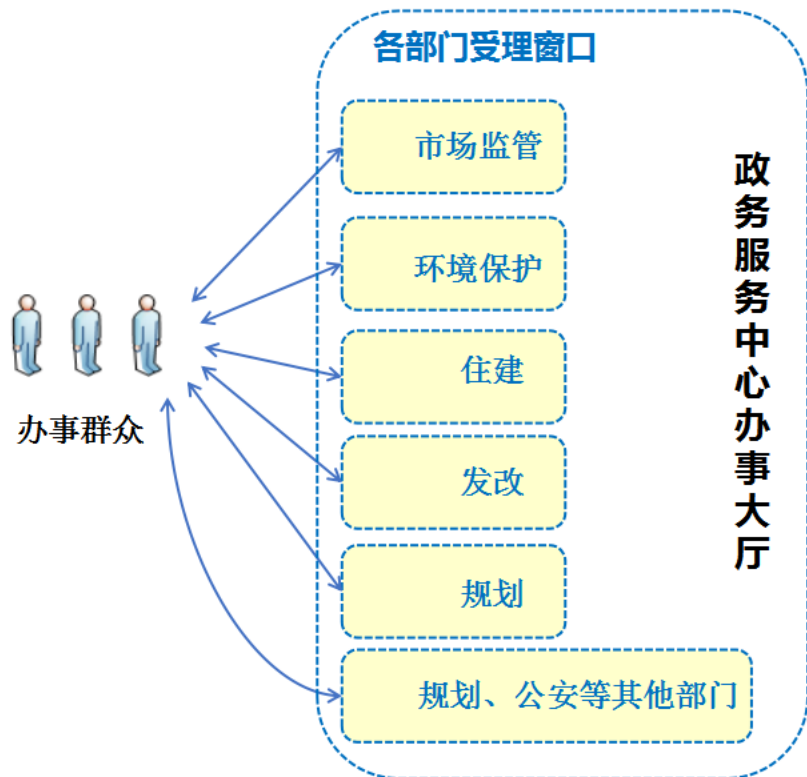 各部门受理窗口
市场监管
环境保护
住建
发改
规划
规划、公安等其他部门
办事群众
政务服务中心办事大厅